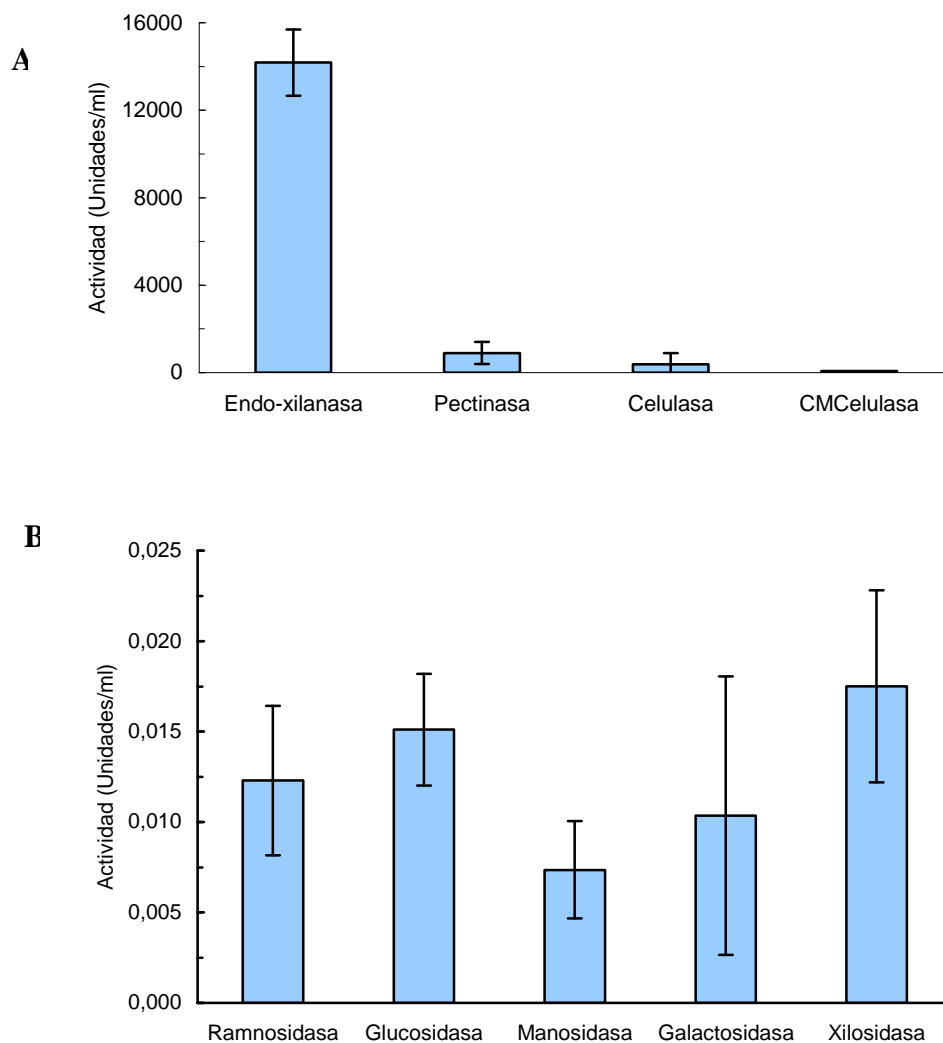 A
16000
12000
8000
4000
0
Actividad (Unidades/ml)
Endo-xilanasa Pectinasa Celulasa CMCelulasa
B
0,025
0,020
0,015
0,010
0,005
0,000
Actividad (Unidades/ml)
Ramnosidasa Glucosidasa Manosidasa Galactosidasa Xilosidasa